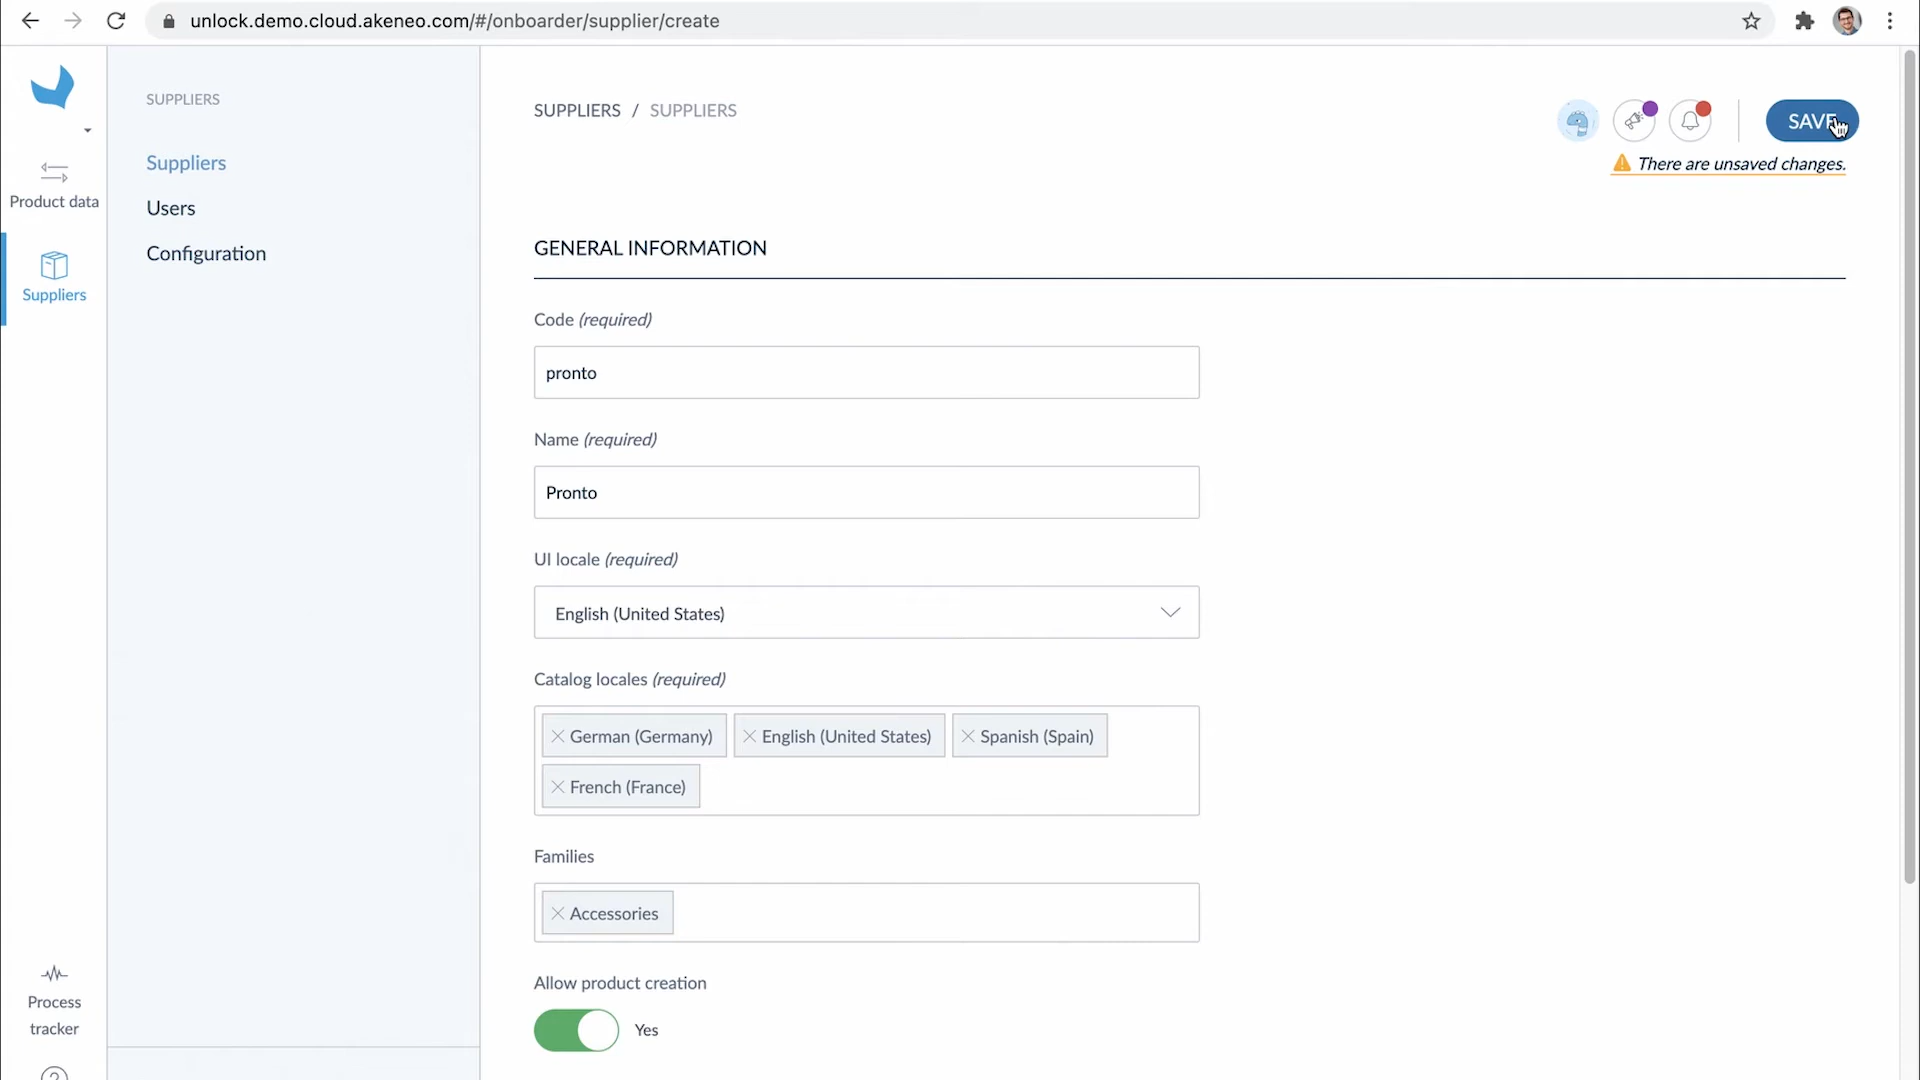 unlock.demo.cloud.akeneo.com/#/onboarder/supplier/create
Product data
Suppliers
Process
tracker
SUPPLIERS
Suppliers
Users
Configuration
SUPPLIERS / SUPPLIERS
SAVE
There are unsaved changes.
GENERAL INFORMATION
Code (required)
pronto
Name (required)
Pronto
UI locale (required)
English (United States)
Catalog locales (required)
German (Germany) English (United States) Spanish (Spain)
French (France)
Families
Accessories
Allow product creation
Yes